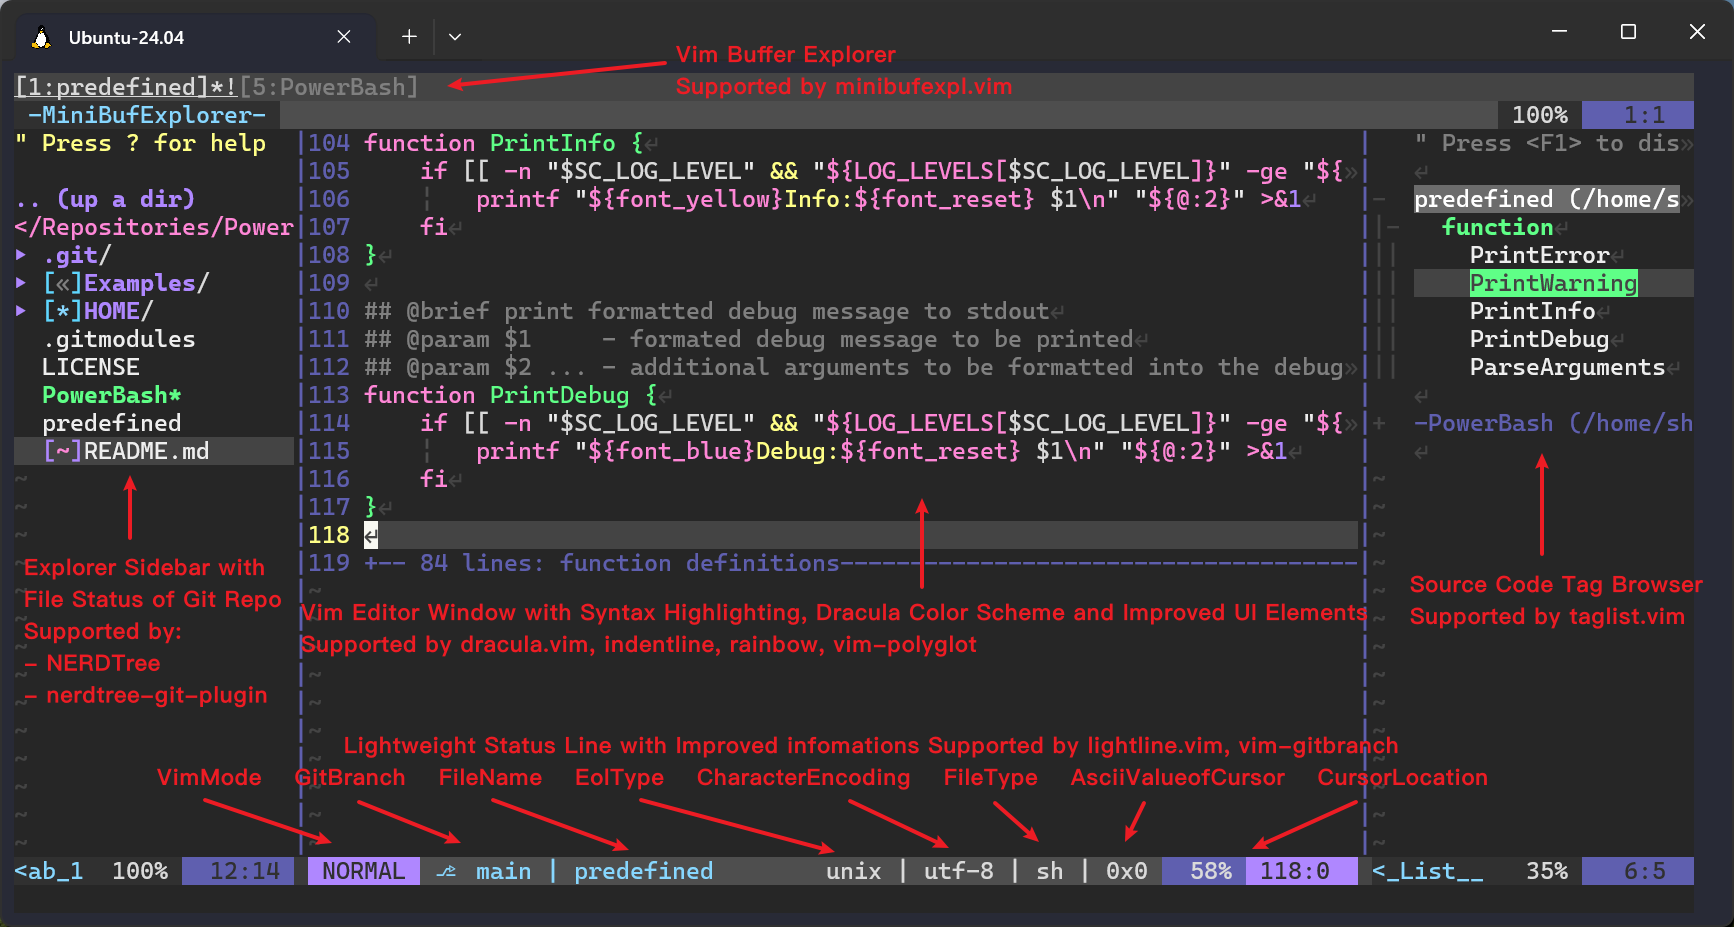 Ubuntu-24.04
Vim Buffer Explorer
Supported by minibufexpl.vim
[1:predefined]*![5:PowerBash]
-MiniBufExplorer- 100% 1:1
" Press ? for help
.. (up a dir)
</Repositories/Power
▸ .git/
▸ [«]Examples/
▸ [*]HOME/
.gitmodules
LICENSE
PowerBash*
predefined
[~]README.md
Explorer Sidebar with
File Status of Git Repo
Supported by:
- NERDTree
- nerdtree-git-plugin
104 function PrintInfo {↵
105     if [[ -n "$SC_LOG_LEVEL" && "${LOG_LEVELS[$SC_LOG_LEVEL]}" -ge "${»
106     ¦   printf "${font_yellow}Info:${font_reset} $1\n" "${@:2}" >&1↵
107     fi↵
108 }↵
109 ↵
110 ## @brief print formatted debug message to stdout↵
111 ## @param $1     - formated debug message to be printed↵
112 ## @param $2 ... - additional arguments to be formatted into the debug»
113 function PrintDebug {↵
114     if [[ -n "$SC_LOG_LEVEL" && "${LOG_LEVELS[$SC_LOG_LEVEL]}" -ge "${»
115     ¦   printf "${font_blue}Debug:${font_reset} $1\n" "${@:2}" >&1↵
116     fi↵
117 }↵
118 ↵
119 +-- 84 lines: function definitions-------------------------------------
Vim Editor Window with Syntax Highlighting, Dracula Color Scheme and Improved UI Elements
Supported by dracula.vim, indentline, rainbow, vim-polyglot
" Press <F1> to dis»
↵
predefined (/home/s»
function↵
PrintError↵
PrintWarning
PrintInfo↵
PrintDebug↵
ParseArguments↵
↵
+ -PowerBash (/home/sh
↵
Source Code Tag Browser
Supported by taglist.vim
Lightweight Status Line with Improved infomations Supported by lightline.vim, vim-gitbranch
VimMode GitBranch FileName EolType CharacterEncoding FileType AsciiValueofCursor CursorLocation
<ab_1 100% 12:14 NORMAL ⎇ main | predefined unix | utf-8 | sh | 0x0 58% 118:0 <_List__ 35% 6:5